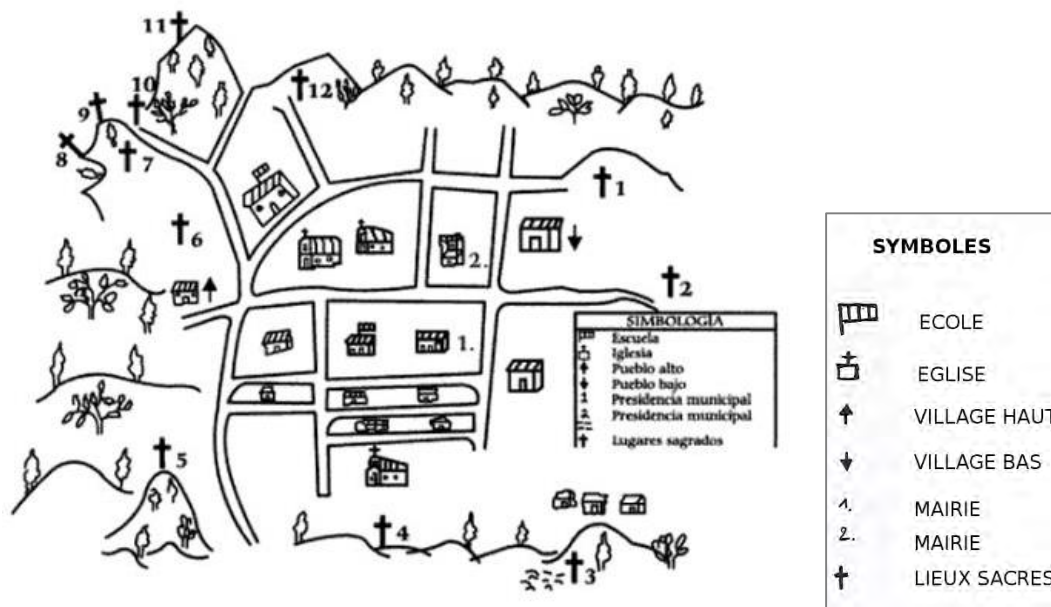 11
10
12
9
8
7
1
6
2.
2
SIMBOLOGÍA
Escuela
Iglesia
Pueblo alto
Pueblo bajo
1 Presidencia municipal
2 Presidencia municipal
Lugares sagrados
1.
5
4
3
SYMBOLES
ECOLE
EGLISE
VILLAGE HAUT
VILLAGE BAS
1. MAIRIE
2. MAIRIE
LIEUX SACRES